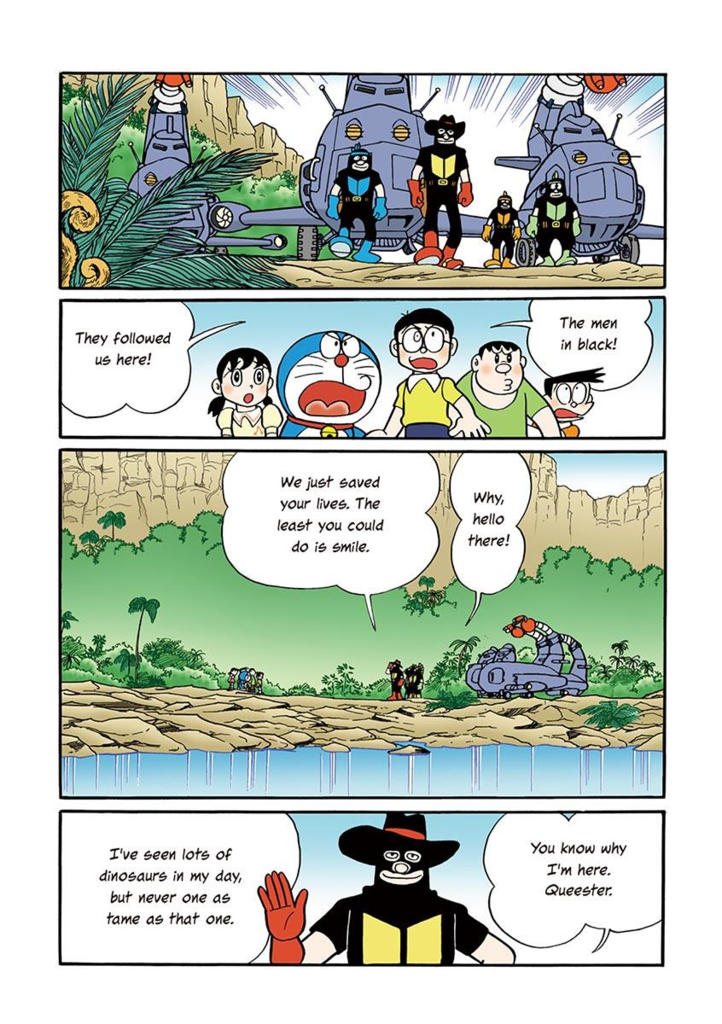 The men
in black!
They followed
us here!
Why,
hello
there!
We just saved
your lives. The
least you could
do is smile.
You know why
I'm here.
Queester.
I've seen lots of
dinosaurs in my day,
but never one as
tame as that one.